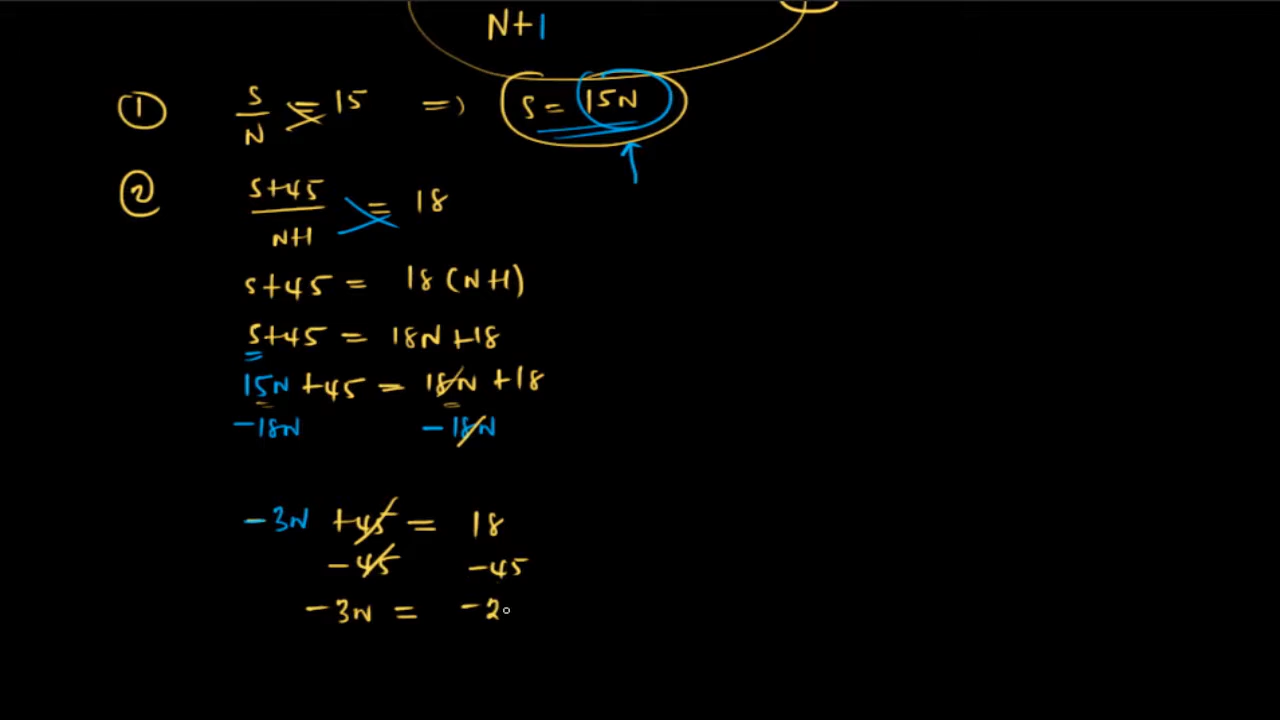 N+1
① S/N = 15 => S = 15N
② S+45/N+1 = 18
S+45 = 18 (N+1)
S+45 = 18N +18
15N +45 = 18N +18
-18N -18N
-3N +45 = 18
-45 -45
-3N = -2